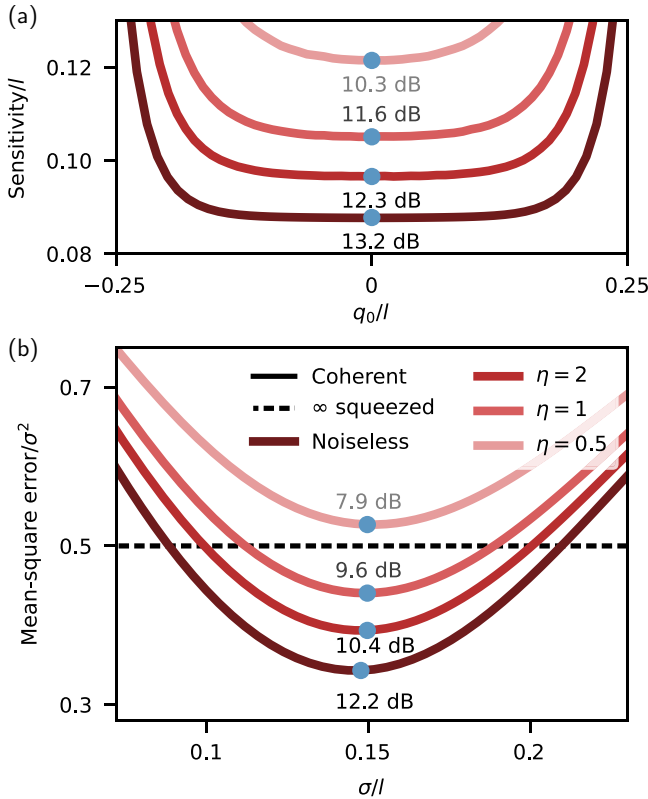 (a)
Sensitivity/l
0.12
0.10
0.08
10.3 dB
11.6 dB
12.3 dB
13.2 dB
−0.25
0
0.25
q₀/l
(b)
Mean-square error/σ²
0.7
0.5
0.3
Coherent
∞ squeezed
Noiseless
η = 2
η = 1
η = 0.5
7.9 dB
9.6 dB
10.4 dB
12.2 dB
0.1
0.15
0.2
σ/l